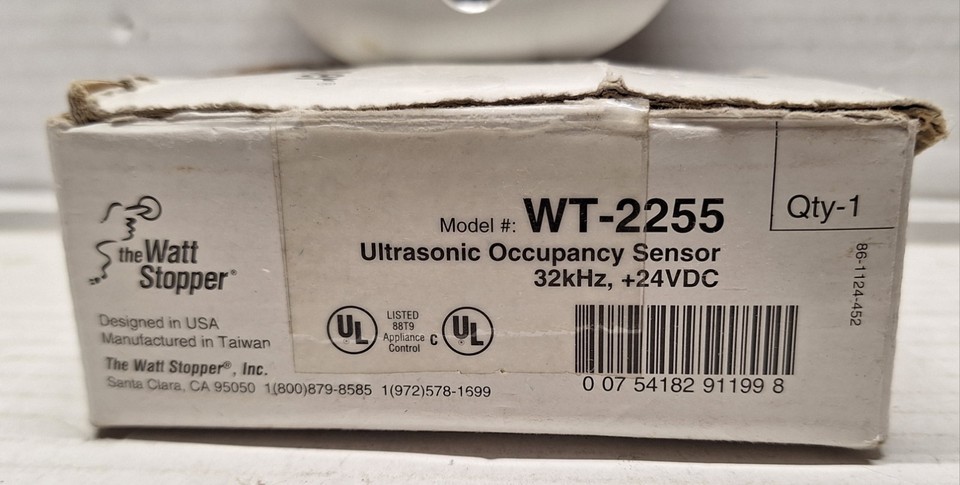 the Watt
Stopper®
Model #: WT-2255
Ultrasonic Occupancy Sensor
32kHz, +24VDC
Qty-1
86-1124-452
UL
LISTED
88T9
Appliance
Control
C UL
Designed in USA
Manufactured in Taiwan
The Watt Stopper®, Inc.
Santa Clara, CA 95050 1(800)879-8585 1(972)578-1699
0 07 54182 91199 8